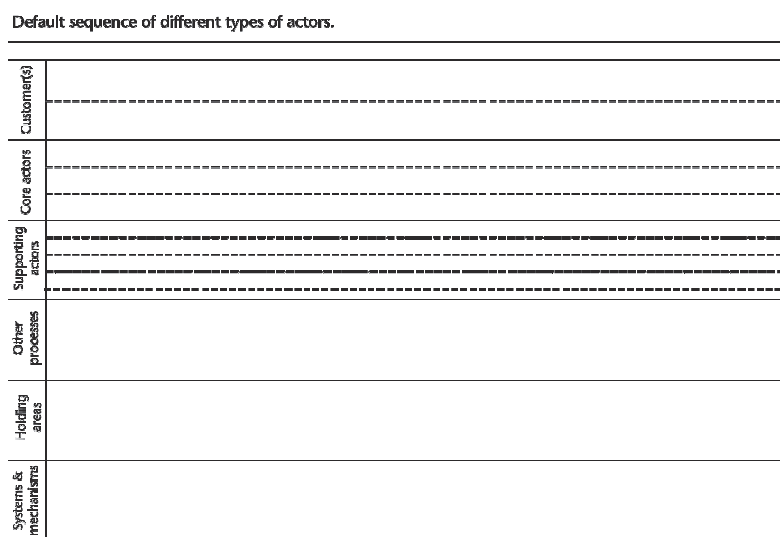 Default sequence of different types of actors.
Customer(s)
Core actors
Supporting
actors
Other
processes
Holding
areas
Systems &
mechanisms